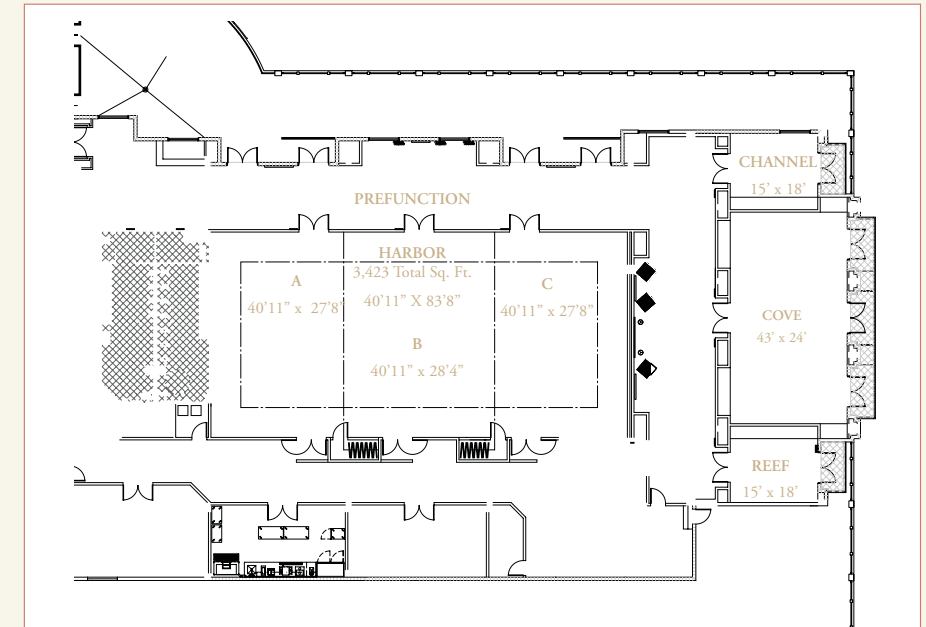 CHANNEL
15’ x 18’
PREFUNCTION
HARBOR
3,423 Total Sq. Ft.
40’11” X 83’8”
A
40’11” x 27’8”
C
40’11” x 27’8”
B
40’11” x 28’4”
COVE
43’ x 24’
REEF
15’ x 18’